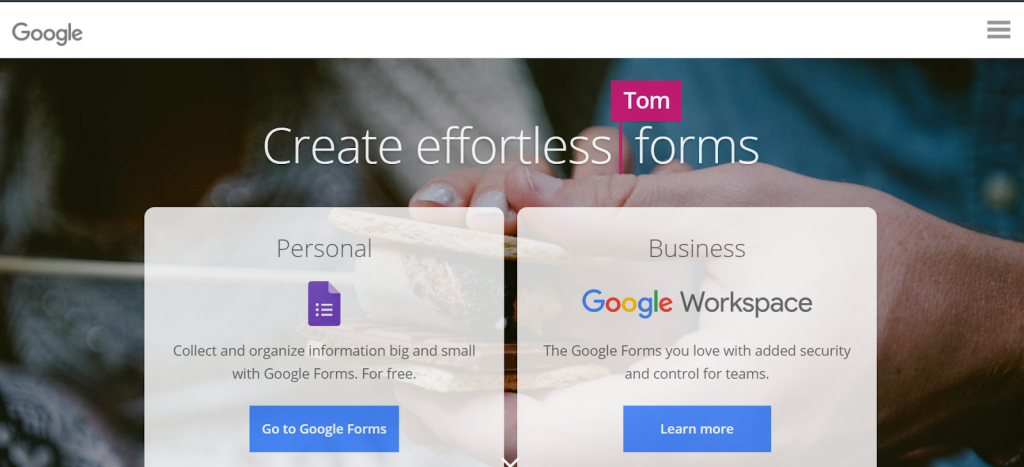 Google
Tom
Create effortless forms
Personal
Collect and organize information big and small
with Google Forms. For free.
Go to Google Forms
Business
Google Workspace
The Google Forms you love with added security
and control for teams.
Learn more